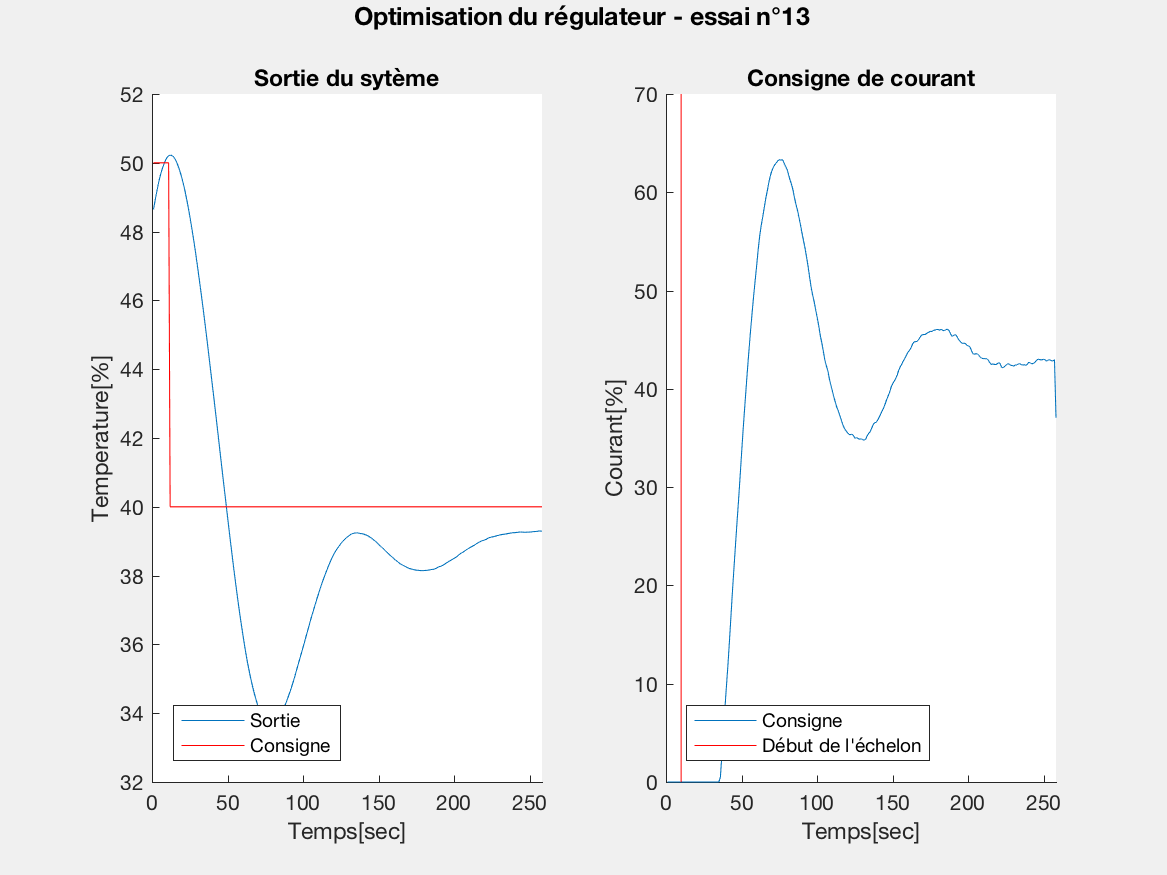 Optimisation du régulateur - essai n°13
Sortie du sytème
52
50
48
46
44
42
40
38
36
34
32
Temperature[%]
Sortie
Consigne
0
50
100
150
200
250
Temps[sec]
Consigne de courant
70
60
50
40
30
20
10
0
Courant[%]
Consigne
Début de l'échelon
0
50
100
150
200
250
Temps[sec]